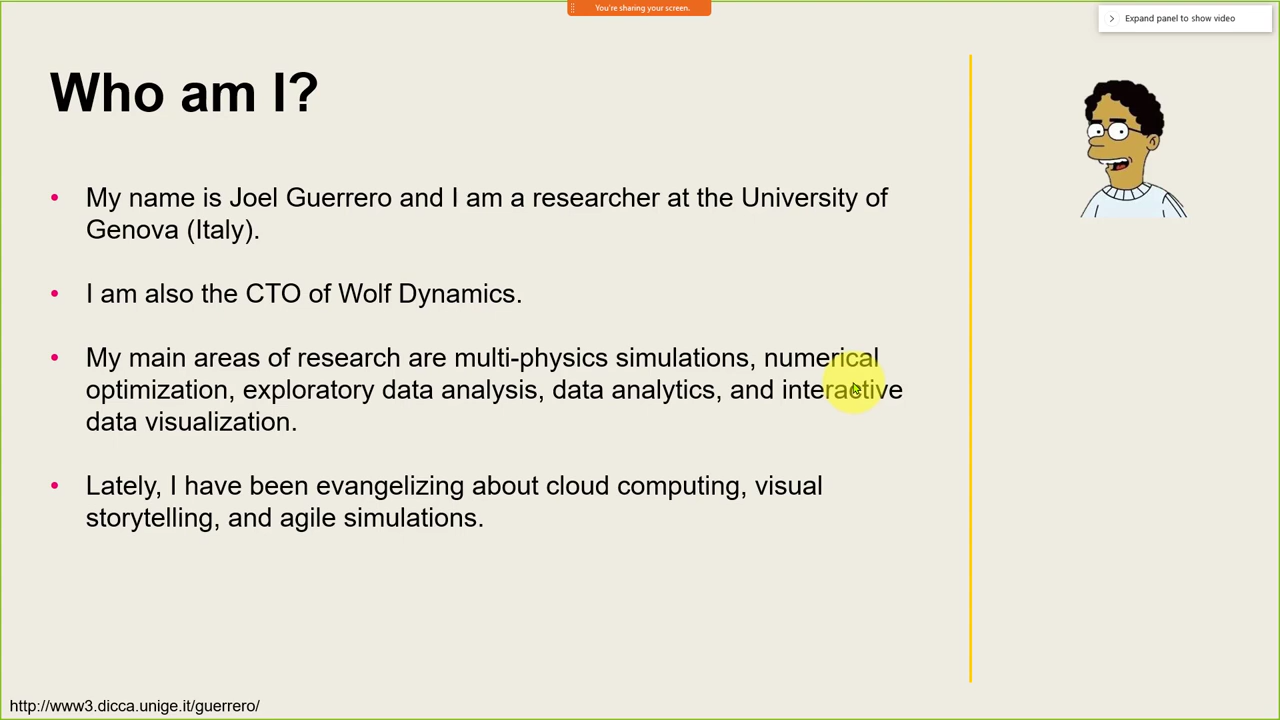 You're sharing your screen.
Expand panel to show video
Who am I?
• My name is Joel Guerrero and I am a researcher at the University of
Genova (Italy).
• I am also the CTO of Wolf Dynamics.
• My main areas of research are multi-physics simulations, numerical
optimization, exploratory data analysis, data analytics, and interactive
data visualization.
• Lately, I have been evangelizing about cloud computing, visual
storytelling, and agile simulations.
http://www3.dicca.unige.it/guerrero/